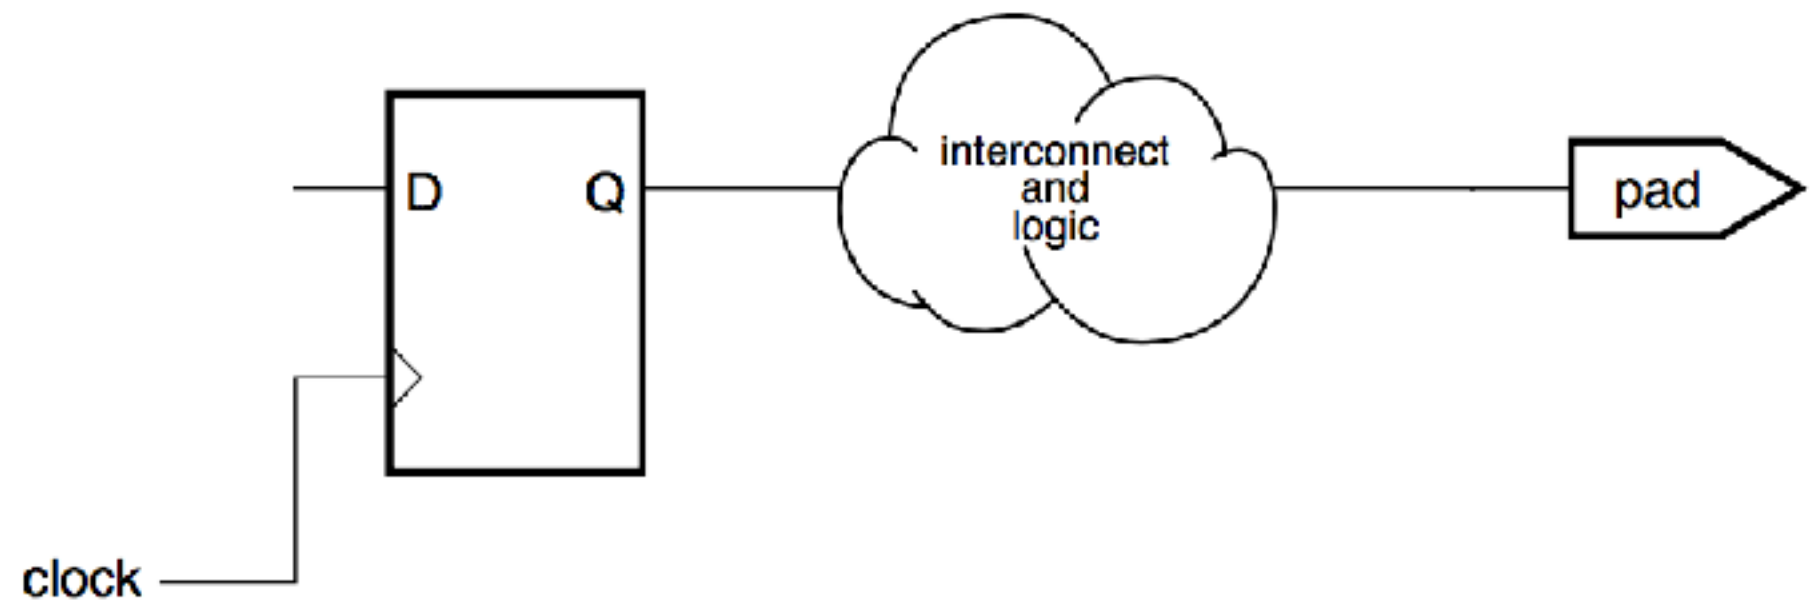 D
Q
interconnect
and
logic
pad
clock